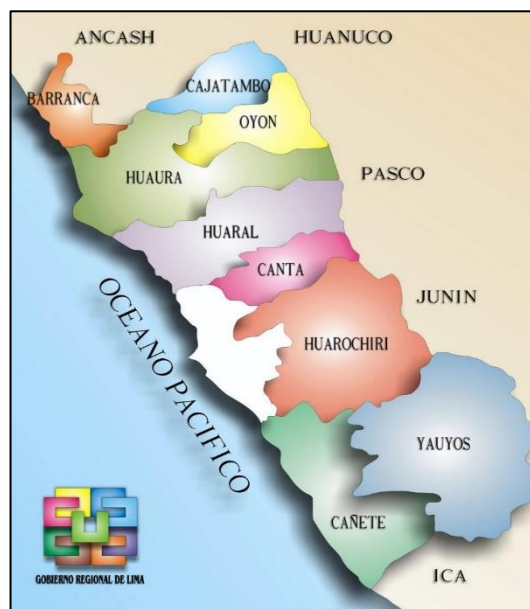 ANCASH
HUANUCO
CAJATAMBO
BARRANCA
OYON
HUAURA
PASCO
HUARAL
CANTA
JUNIN
OCEANO PACIFICO
HUAROCHIRI
YAUYOS
CAÑETE
ICA
GOBIERNO REGIONAL DE LIMA